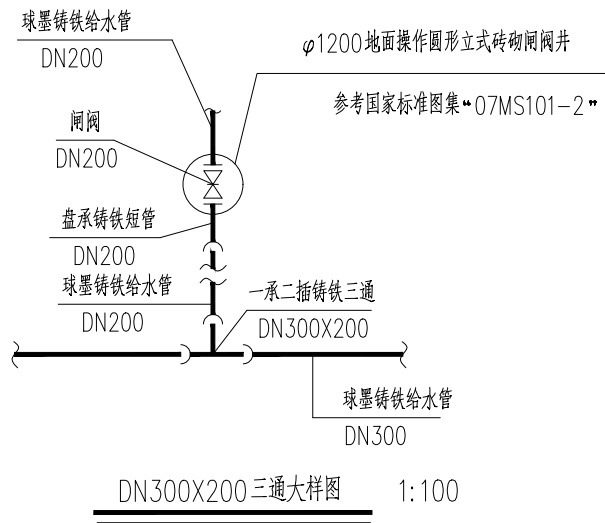 球墨铸铁给水管
DN200
φ1200地面操作圆形立式砖砌闸阀井
参考国家标准图集“07MS101-2”
闸阀
DN200
盘承铸铁短管
DN200
球墨铸铁给水管
DN200
一承二插铸铁三通
DN300X200
球墨铸铁给水管
DN300
DN300X200三通大样图 1:100